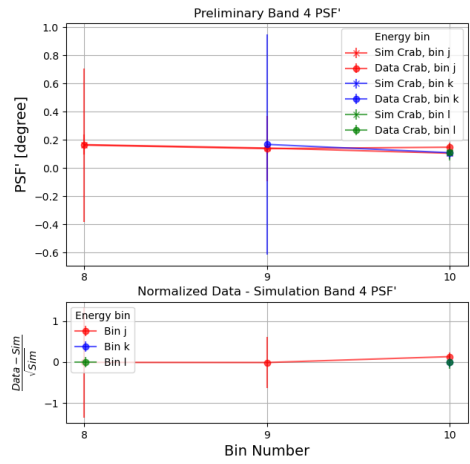 Preliminary Band 4 PSF'
PSF' [degree]
1.0
0.8
0.6
0.4
0.2
0.0
−0.2
−0.4
−0.6
Energy bin
Sim Crab, bin j
Data Crab, bin j
Sim Crab, bin k
Data Crab, bin k
Sim Crab, bin l
Data Crab, bin l
8
9
10
Normalized Data - Simulation Band 4 PSF'
Data − Sim
√Sim
1
0
−1
Energy bin
Bin j
Bin k
Bin l
8
9
10
Bin Number